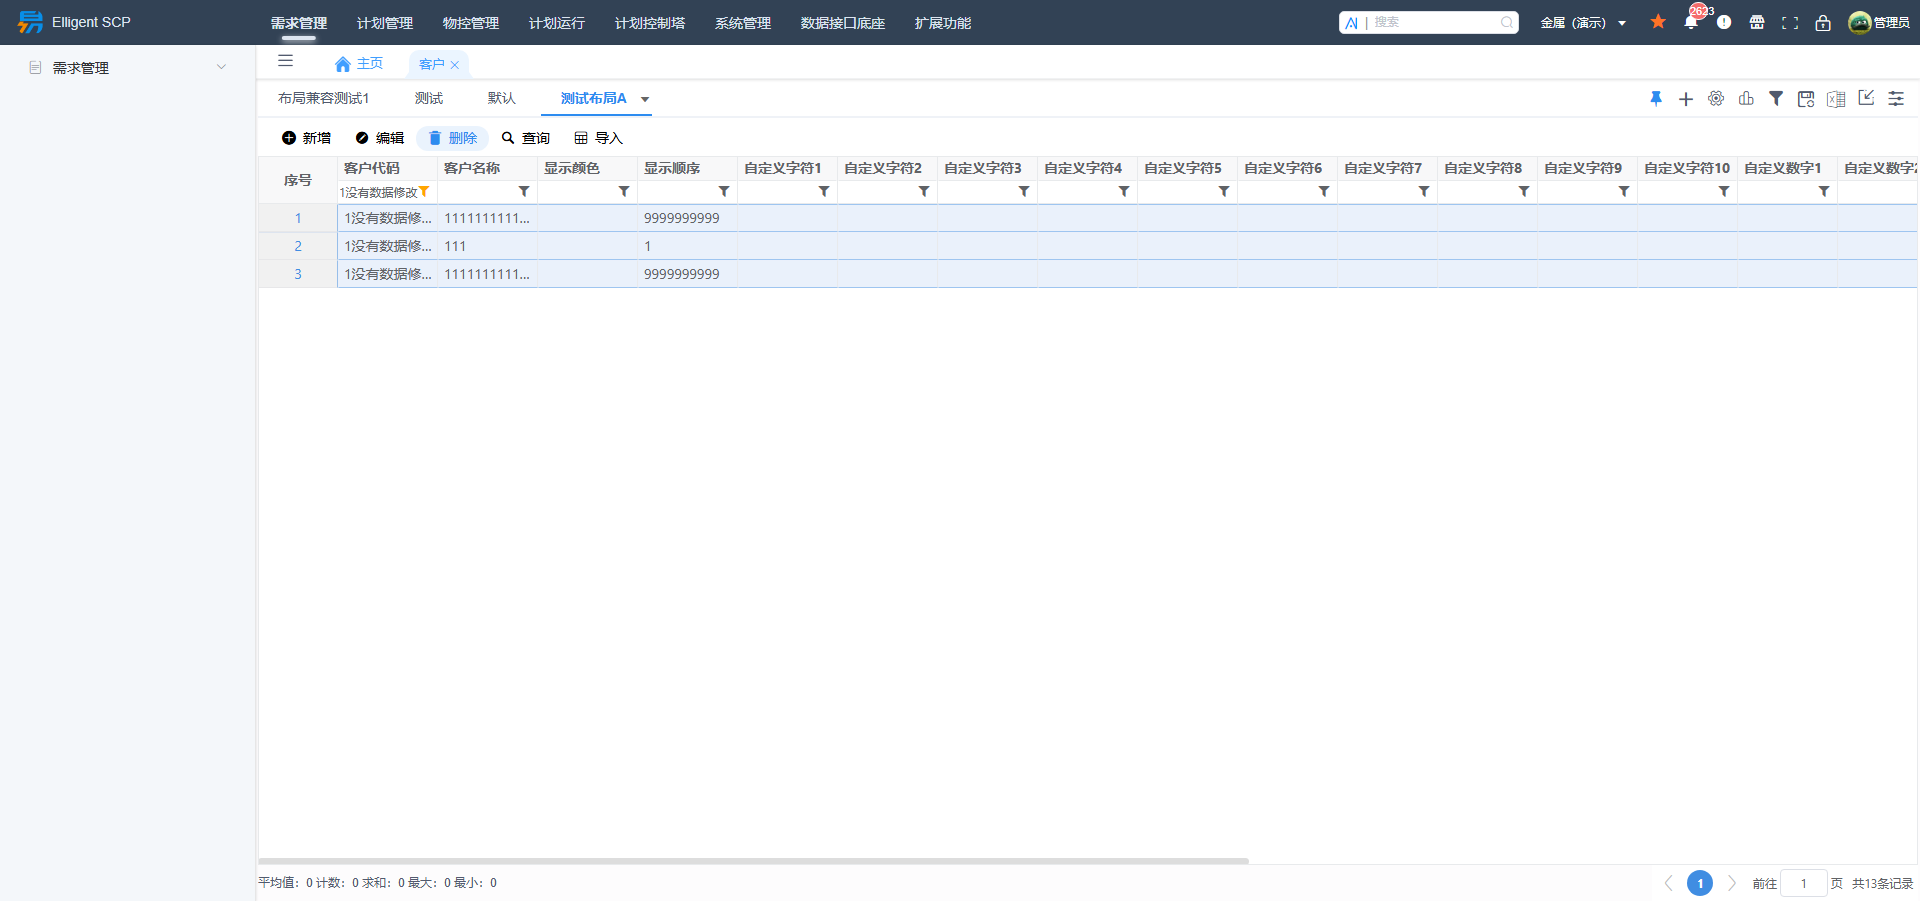 Elligent SCP
需求管理 计划管理 物控管理 计划运行 计划控制塔 系统管理 数据接口底座 扩展功能
AI | 搜索
金属（演示）
2623
管理员
需求管理
主页 客户
布局兼容测试1 测试 默认 测试布局A
新增 编辑 删除 查询 导入
序号 客户代码 客户名称 显示颜色 显示顺序 自定义字符1 自定义字符2 自定义字符3 自定义字符4 自定义字符5 自定义字符6 自定义字符7 自定义字符8 自定义字符9 自定义字符10 自定义数字1 自定义数字2
1没有数据修改
1 1没有数据修... 1111111111... 9999999999
2 1没有数据修... 111 1
3 1没有数据修... 1111111111... 9999999999
平均值：0 计数：0 求和：0 最大：0 最小：0
1 前往 1 页 共13条记录